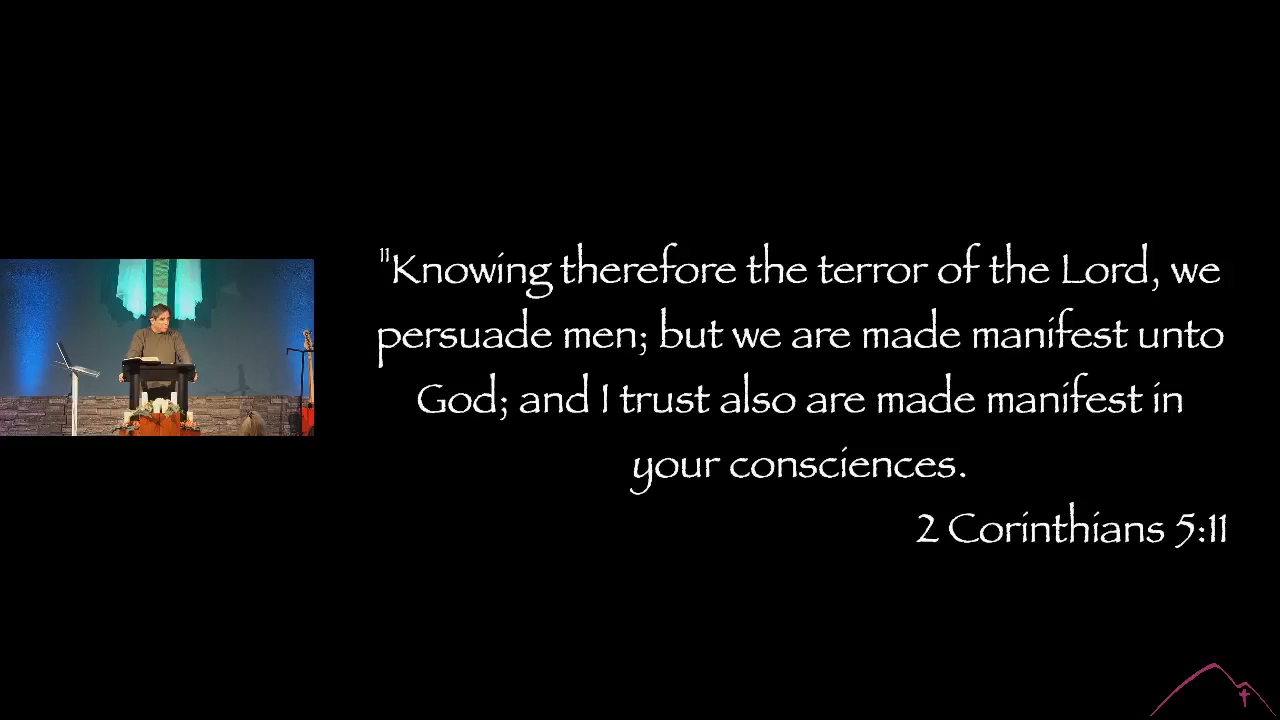 "Knowing therefore the terror of the Lord, we
persuade men; but we are made manifest unto
God; and I trust also are made manifest in
your consciences.
2 Corinthians 5:11